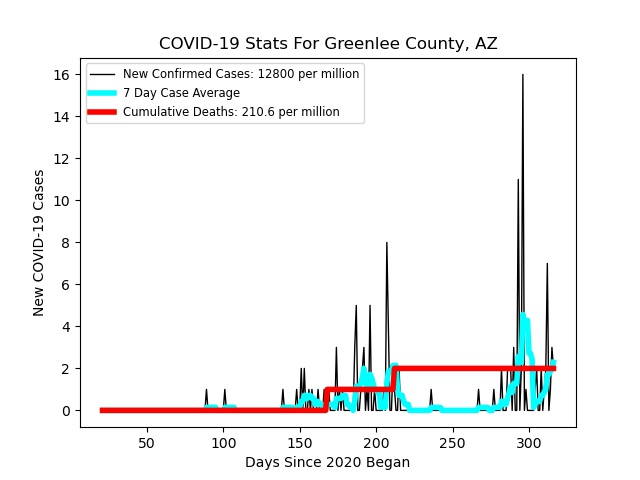 COVID-19 Stats For Greenlee County, AZ
New Confirmed Cases: 12800 per million
7 Day Case Average
Cumulative Deaths: 210.6 per million
New COVID-19 Cases
16
14
12
10
8
6
4
2
0
50 100 150 200 250 300
Days Since 2020 Began